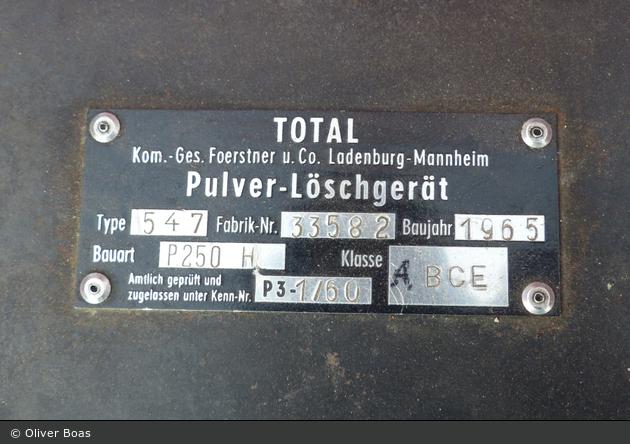 TOTAL
Kom.-Ges. Foerstner u. Co. Ladenburg-Mannheim
Pulver-Löschgerät
Type 547 Fabrik-Nr. 33582 Baujahr 1965
Bauart P250 H Klasse A BCE
Amtlich geprüft und
zugelassen unter Kenn-Nr. P3-1/60
© Oliver Boas